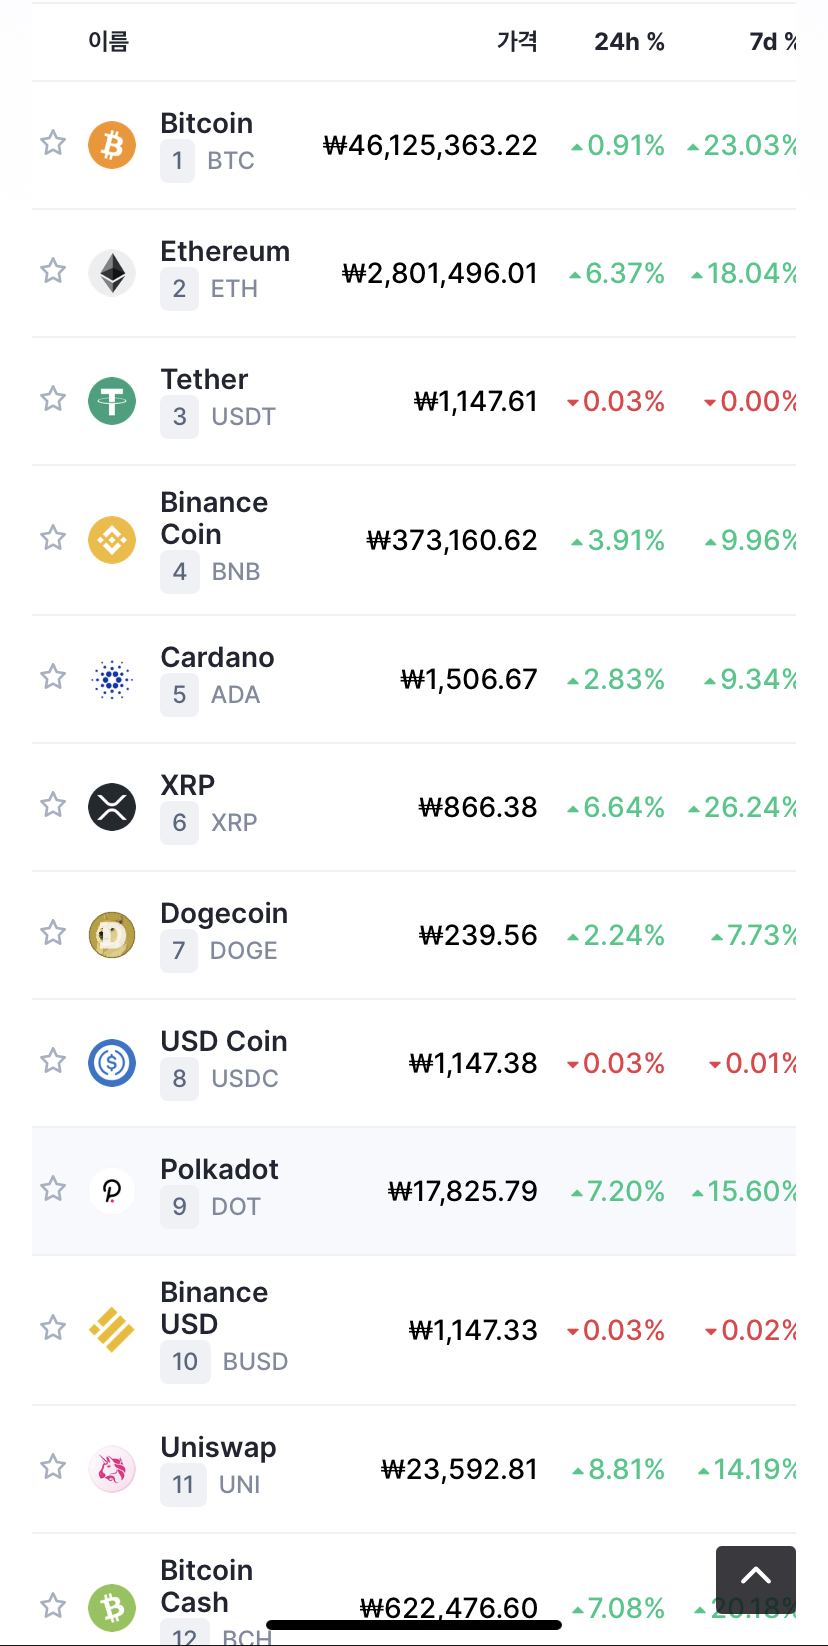 이름 가격 24h % 7d %
Bitcoin
1 BTC ₩46,125,363.22 0.91% 23.03%
Ethereum
2 ETH ₩2,801,496.01 6.37% 18.04%
Tether
3 USDT ₩1,147.61 0.03% 0.00%
Binance
Coin
4 BNB ₩373,160.62 3.91% 9.96%
Cardano
5 ADA ₩1,506.67 2.83% 9.34%
XRP
6 XRP ₩866.38 6.64% 26.24%
Dogecoin
7 DOGE ₩239.56 2.24% 7.73%
USD Coin
8 USDC ₩1,147.38 0.03% 0.01%
Polkadot
9 DOT ₩17,825.79 7.20% 15.60%
Binance
USD
10 BUSD ₩1,147.33 0.03% 0.02%
Uniswap
11 UNI ₩23,592.81 8.81% 14.19%
Bitcoin
Cash
12 BCH ₩622,476.60 7.08% 20.18%